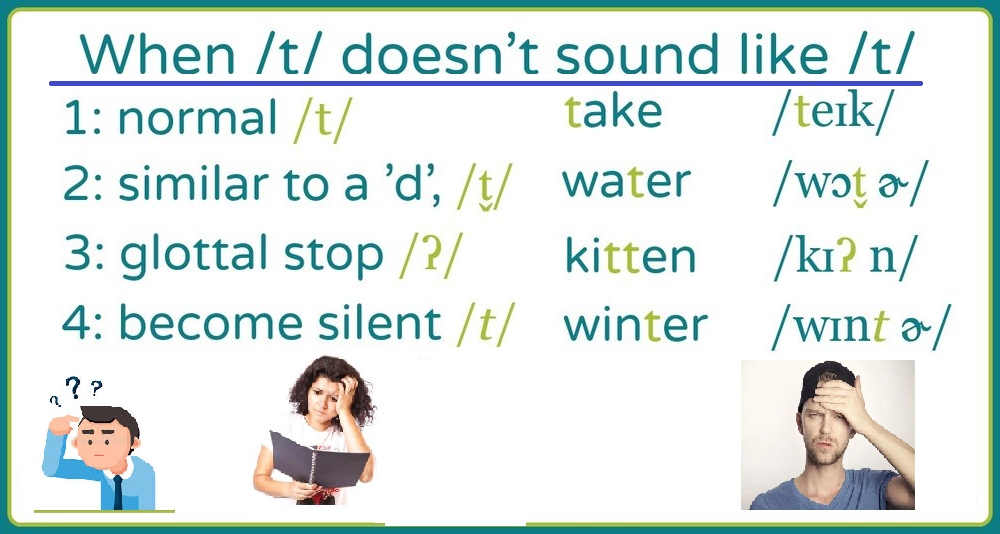 When /t/ doesn't sound like /t/
1: normal /t/ take /teɪk/
2: similar to a 'd', /t̬/ water /wɔt̬ ɚ/
3: glottal stop /ʔ/ kitten /kɪʔ n/
4: become silent /t/ winter /wɪnt ɚ/
? ? ?